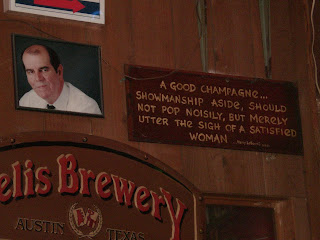 A GOOD CHAMPAGNE...
SHOWMANSHIP ASIDE, SHOULD
NOT POP NOISILY, BUT MERELY
UTTER THE SIGH OF A SATISFIED
WOMAN
elis Brewery
AUSTIN TEXAS